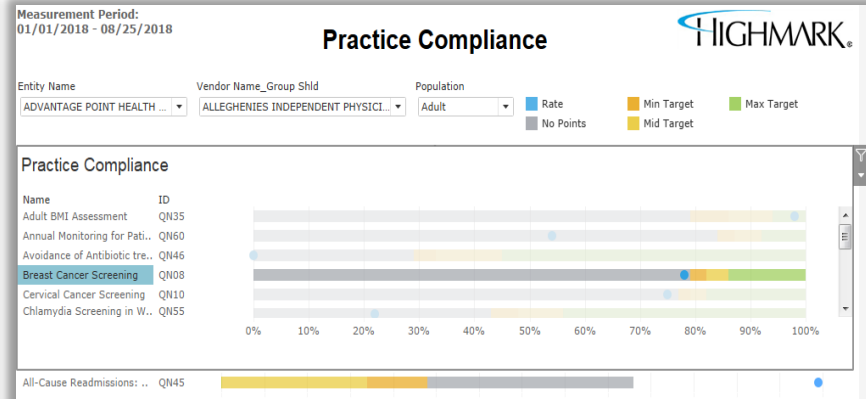 Measurement Period:
01/01/2018 - 08/25/2018
Practice Compliance
HIGHMARK®
Entity Name
Vendor Name_Group Shld
Population
ADVANTAGE POINT HEALTH ...
ALLEGHENIES INDEPENDENT PHYSICI...
Adult
Rate
Min Target
Max Target
No Points
Mid Target
Practice Compliance
Name ID
Adult BMI Assessment QN35
Annual Monitoring for Pati.. QN60
Avoidance of Antibiotic tre.. QN46
Breast Cancer Screening QN08
Cervical Cancer Screening QN10
Chlamydia Screening in W.. QN55
0% 10% 20% 30% 40% 50% 60% 70% 80% 90% 100%
All-Cause Readmissions: .. QN45